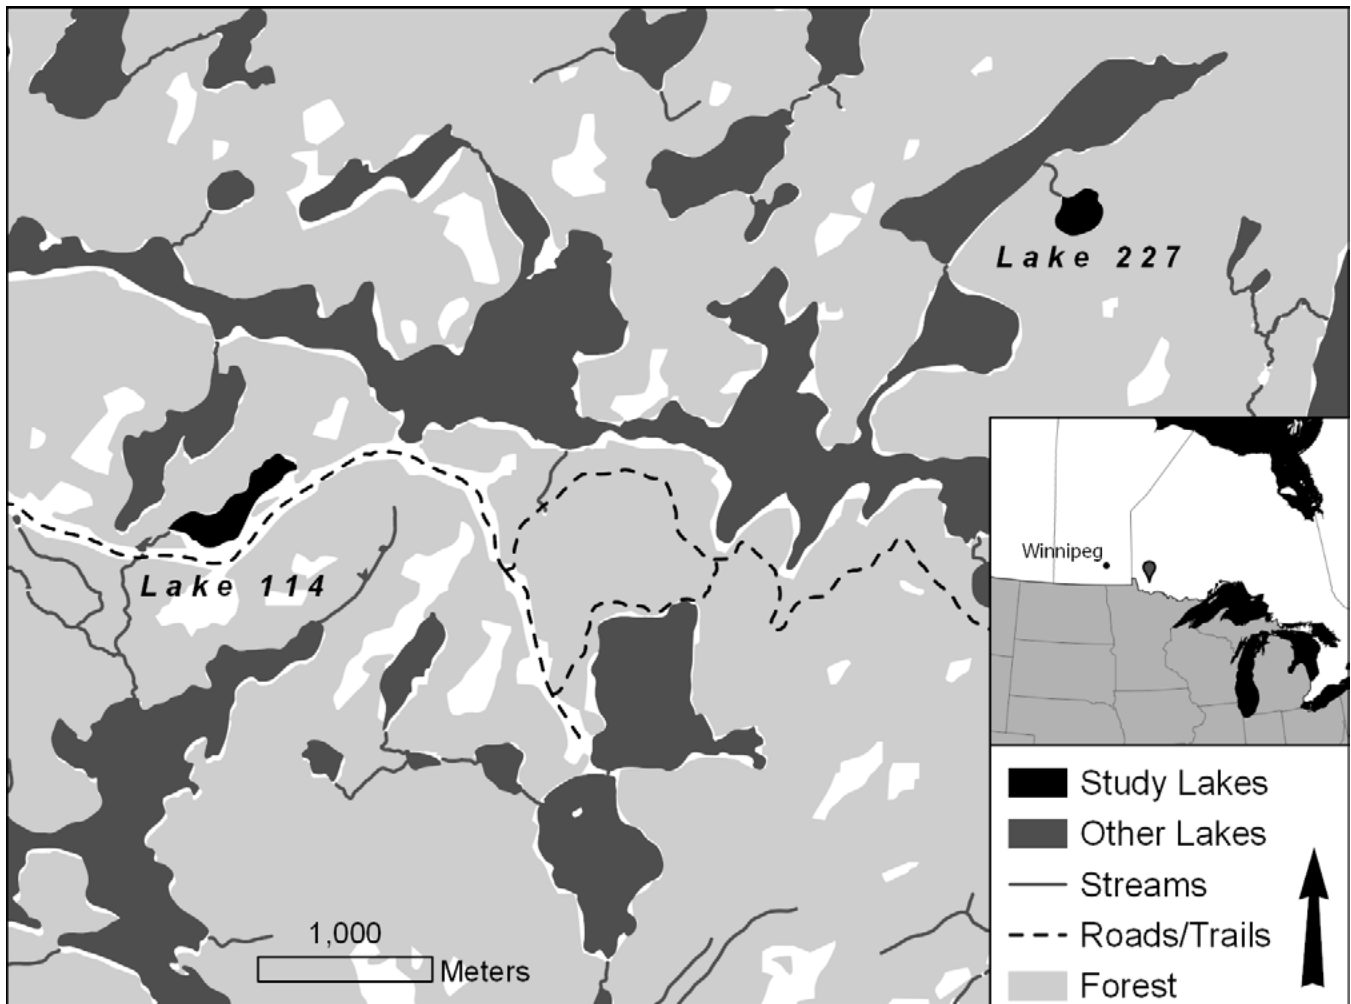 Lake 227
Winnipeg
Lake 114
1,000
Meters
Study Lakes
Other Lakes
Streams
Roads/Trails
Forest